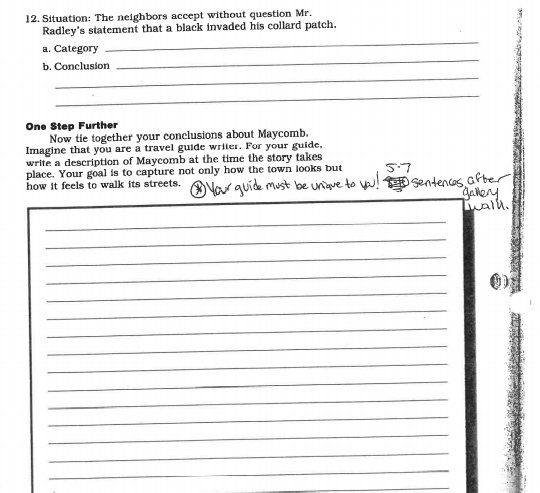 12. Situation: The neighbors accept without question Mr.
Radley's statement that a black invaded his collard patch.
a. Category
b. Conclusion
One Step Further
Now tie together your conclusions about Maycomb.
Imagine that you are a travel guide writer. For your guide,
write a description of Maycomb at the time the story takes
place. Your goal is to capture not only how the town looks but
how it feels to walk its streets.
* Your guide must be unique to you! 5-7 sentences after
gallery
walk.